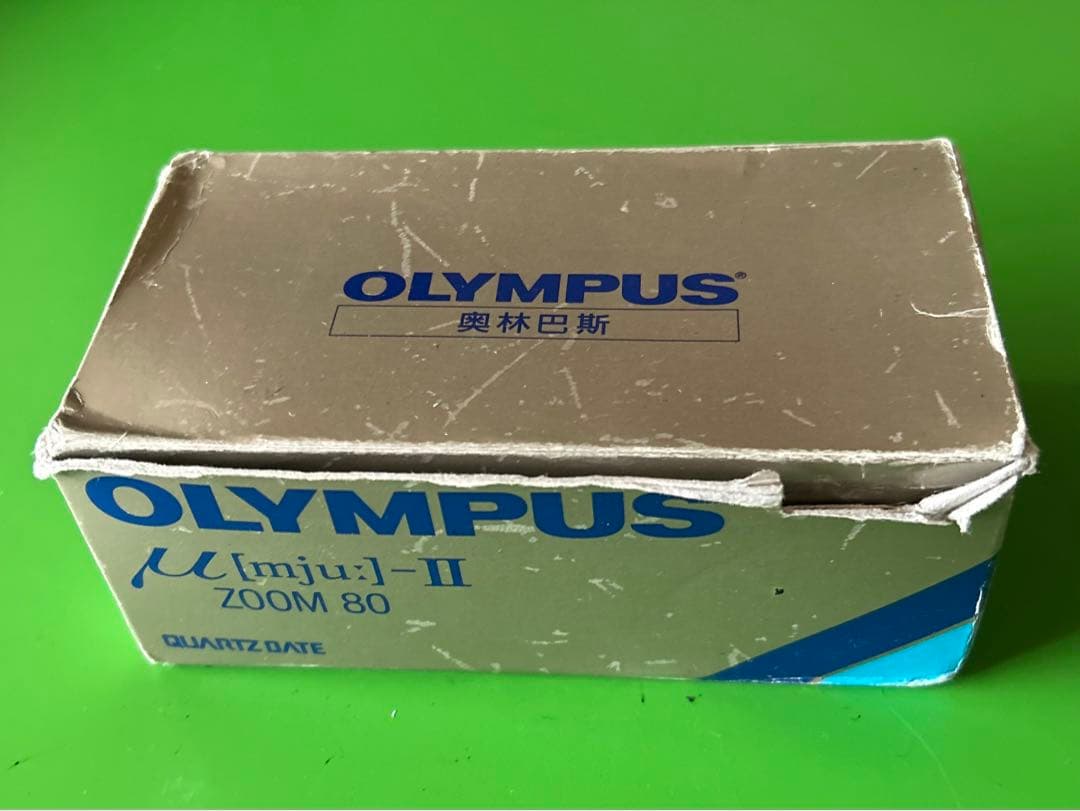 OLYMPUS®
奥林巴斯
OLYMPUS
μ[mju:]-II
ZOOM 80
QUARTZ DATE